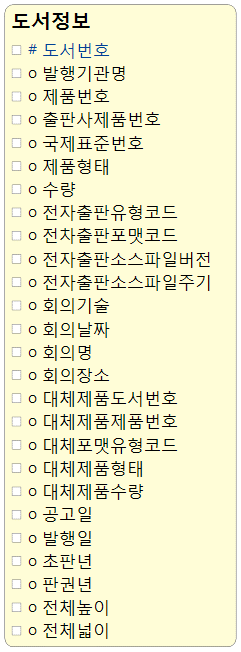 도서정보
# 도서번호
o 발행기관명
o 제품번호
o 출판사제품번호
o 국제표준번호
o 제품형태
o 수량
o 전자출판유형코드
o 전차출판포맷코드
o 전자출판소스파일버전
o 전자출판소스파일주기
o 회의기술
o 회의날짜
o 회의명
o 회의장소
o 대체제품도서번호
o 대체제품제품번호
o 대체포맷유형코드
o 대체제품형태
o 대체제품수량
o 공고일
o 발행일
o 초판년
o 판권년
o 전체높이
o 전체넓이